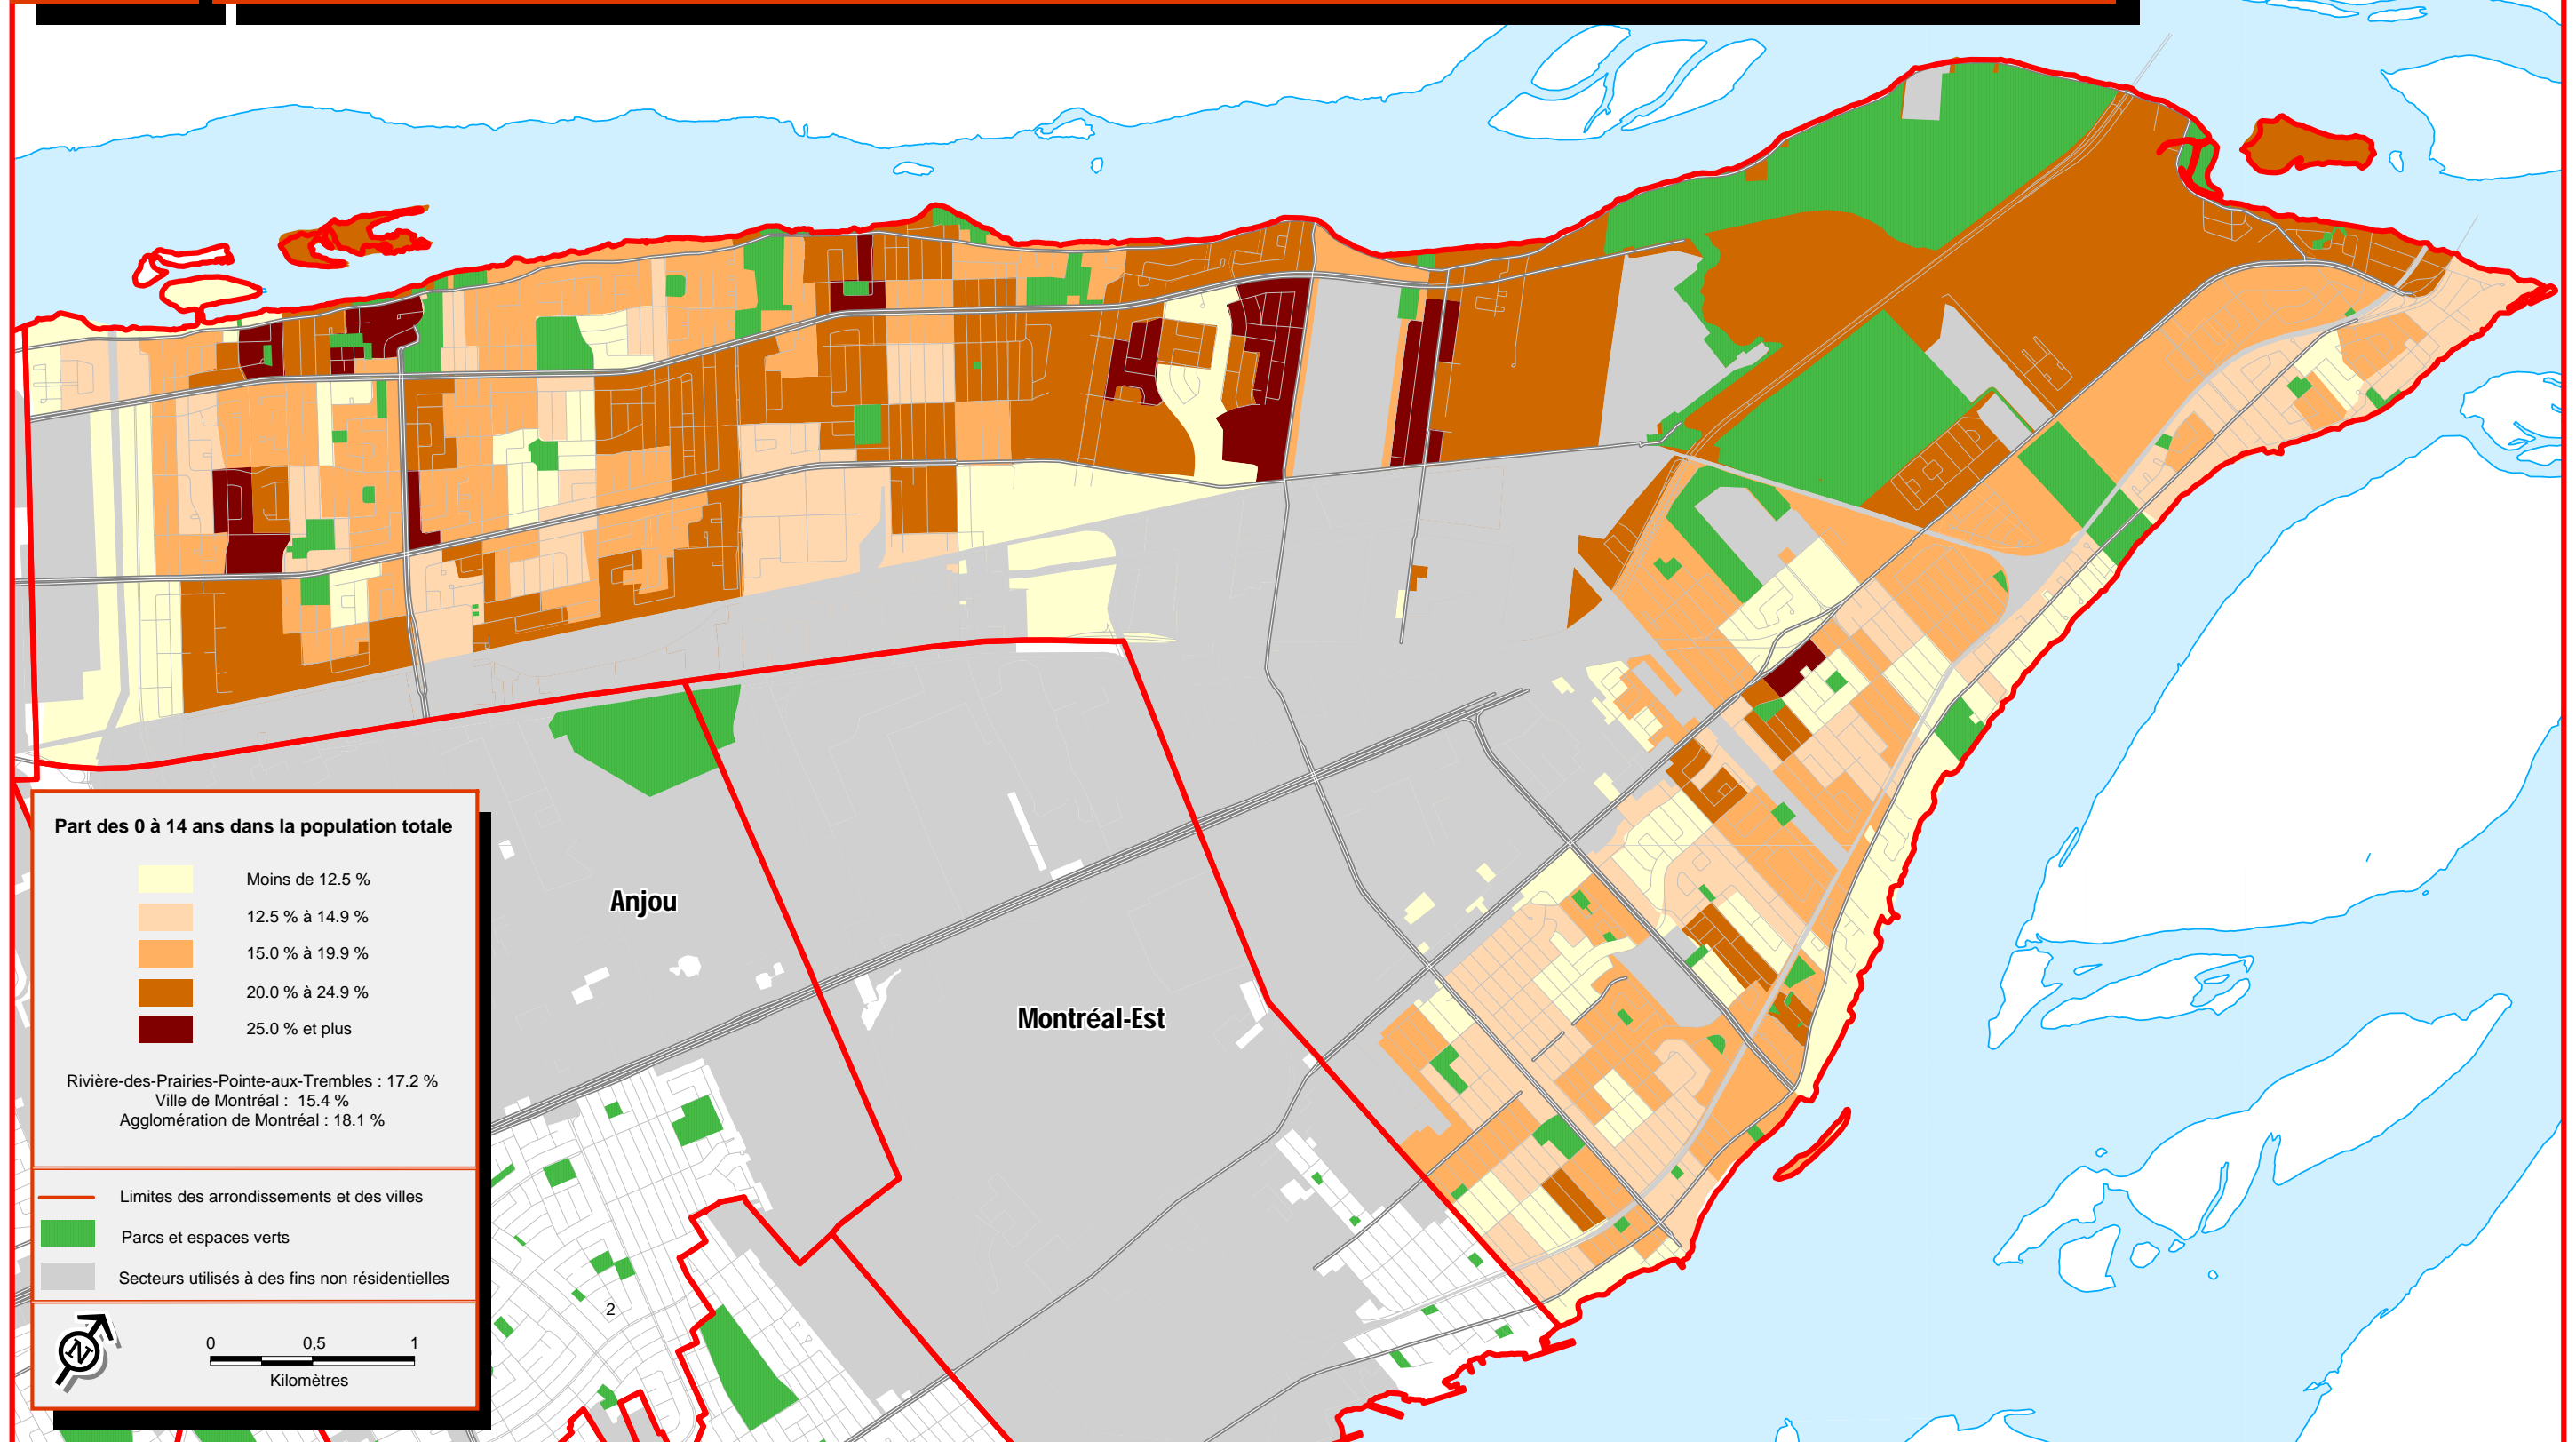 Anjou
Montréal-Est
Part des 0 à 14 ans dans la population totale
Moins de 12.5 %
12.5 % à 14.9 %
15.0 % à 19.9 %
20.0 % à 24.9 %
25.0 % et plus
Rivière-des-Prairies-Pointe-aux-Trembles : 17.2 %
Ville de Montréal : 15.4 %
Agglomération de Montréal : 18.1 %
Limites des arrondissements et des villes
Parcs et espaces verts
Secteurs utilisés à des fins non résidentielles
N
0 0,5 1
Kilomètres
2